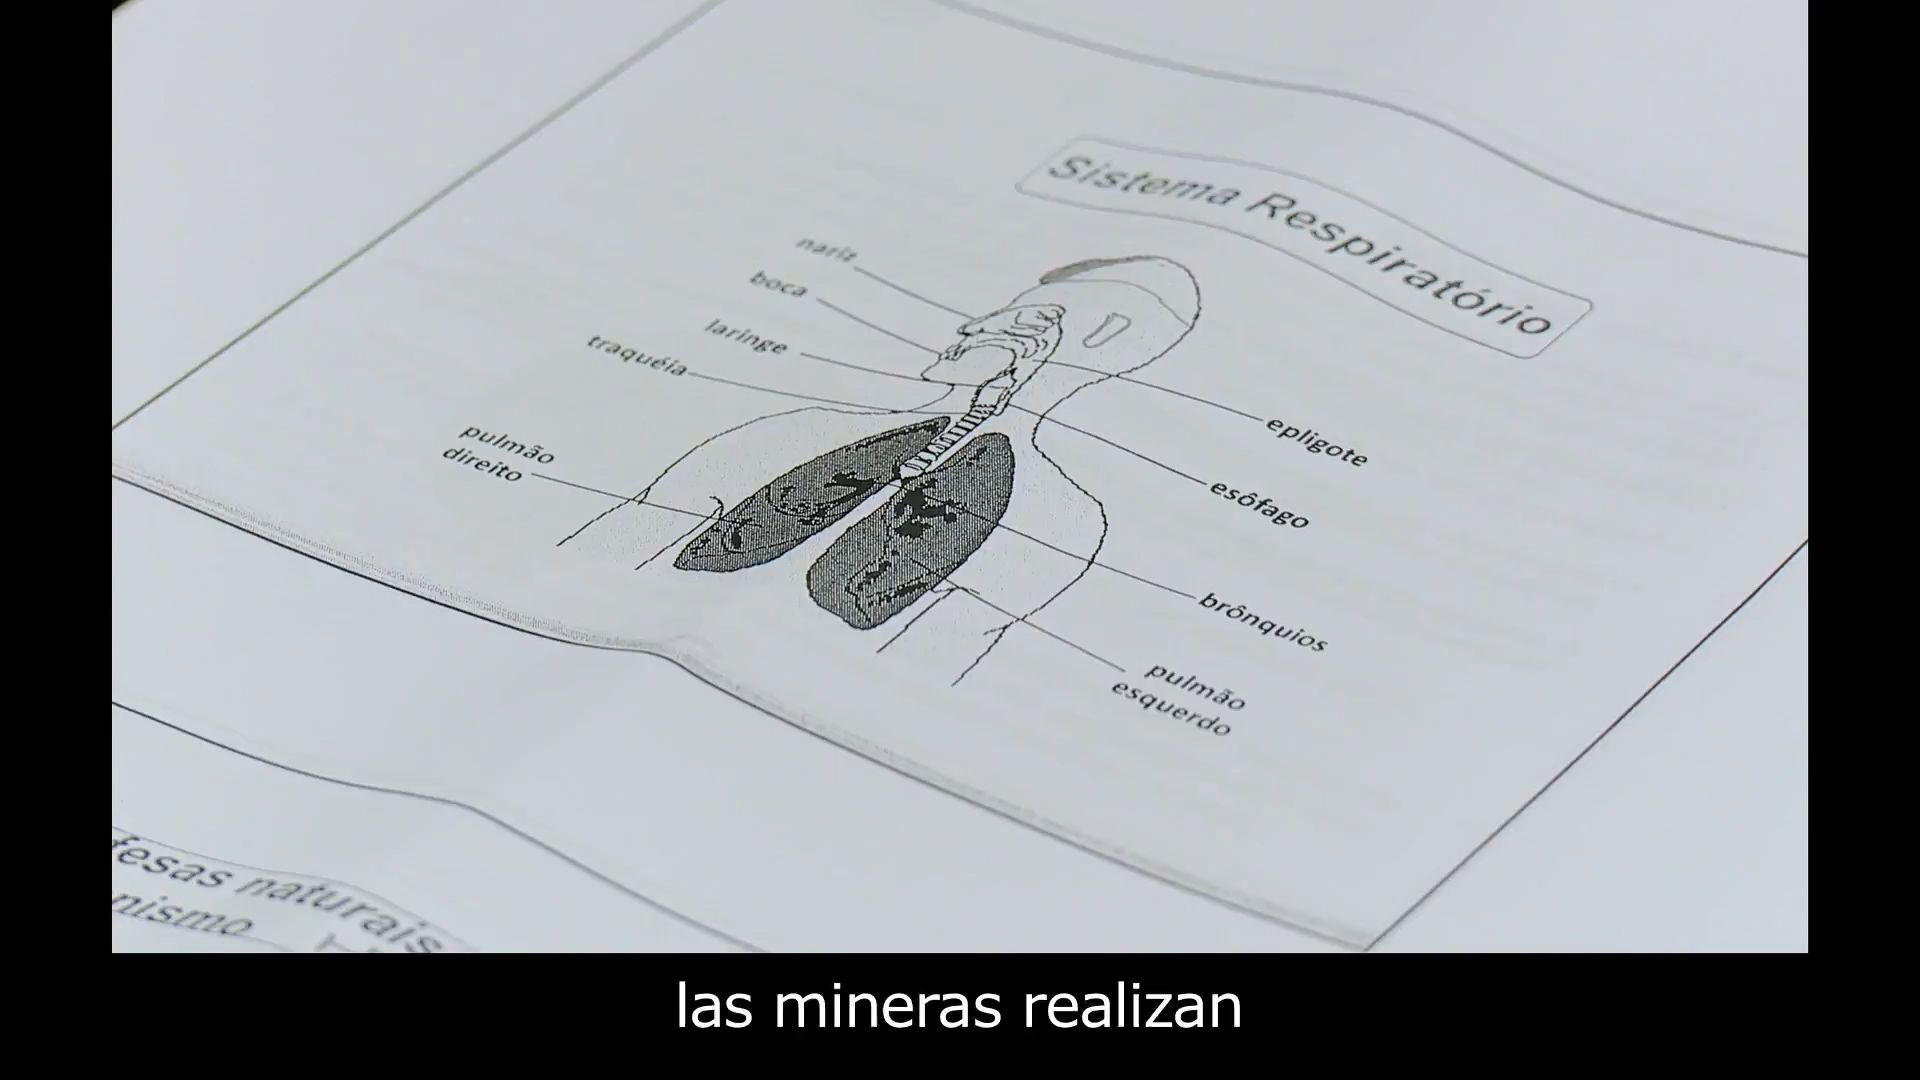 Sistema Respiratório
nariz
boca
laringe
traquéia
pulmão
direito
epligote
esôfago
brônquios
pulmão
esquerdo
fesas naturais
nismo
las mineras realizan